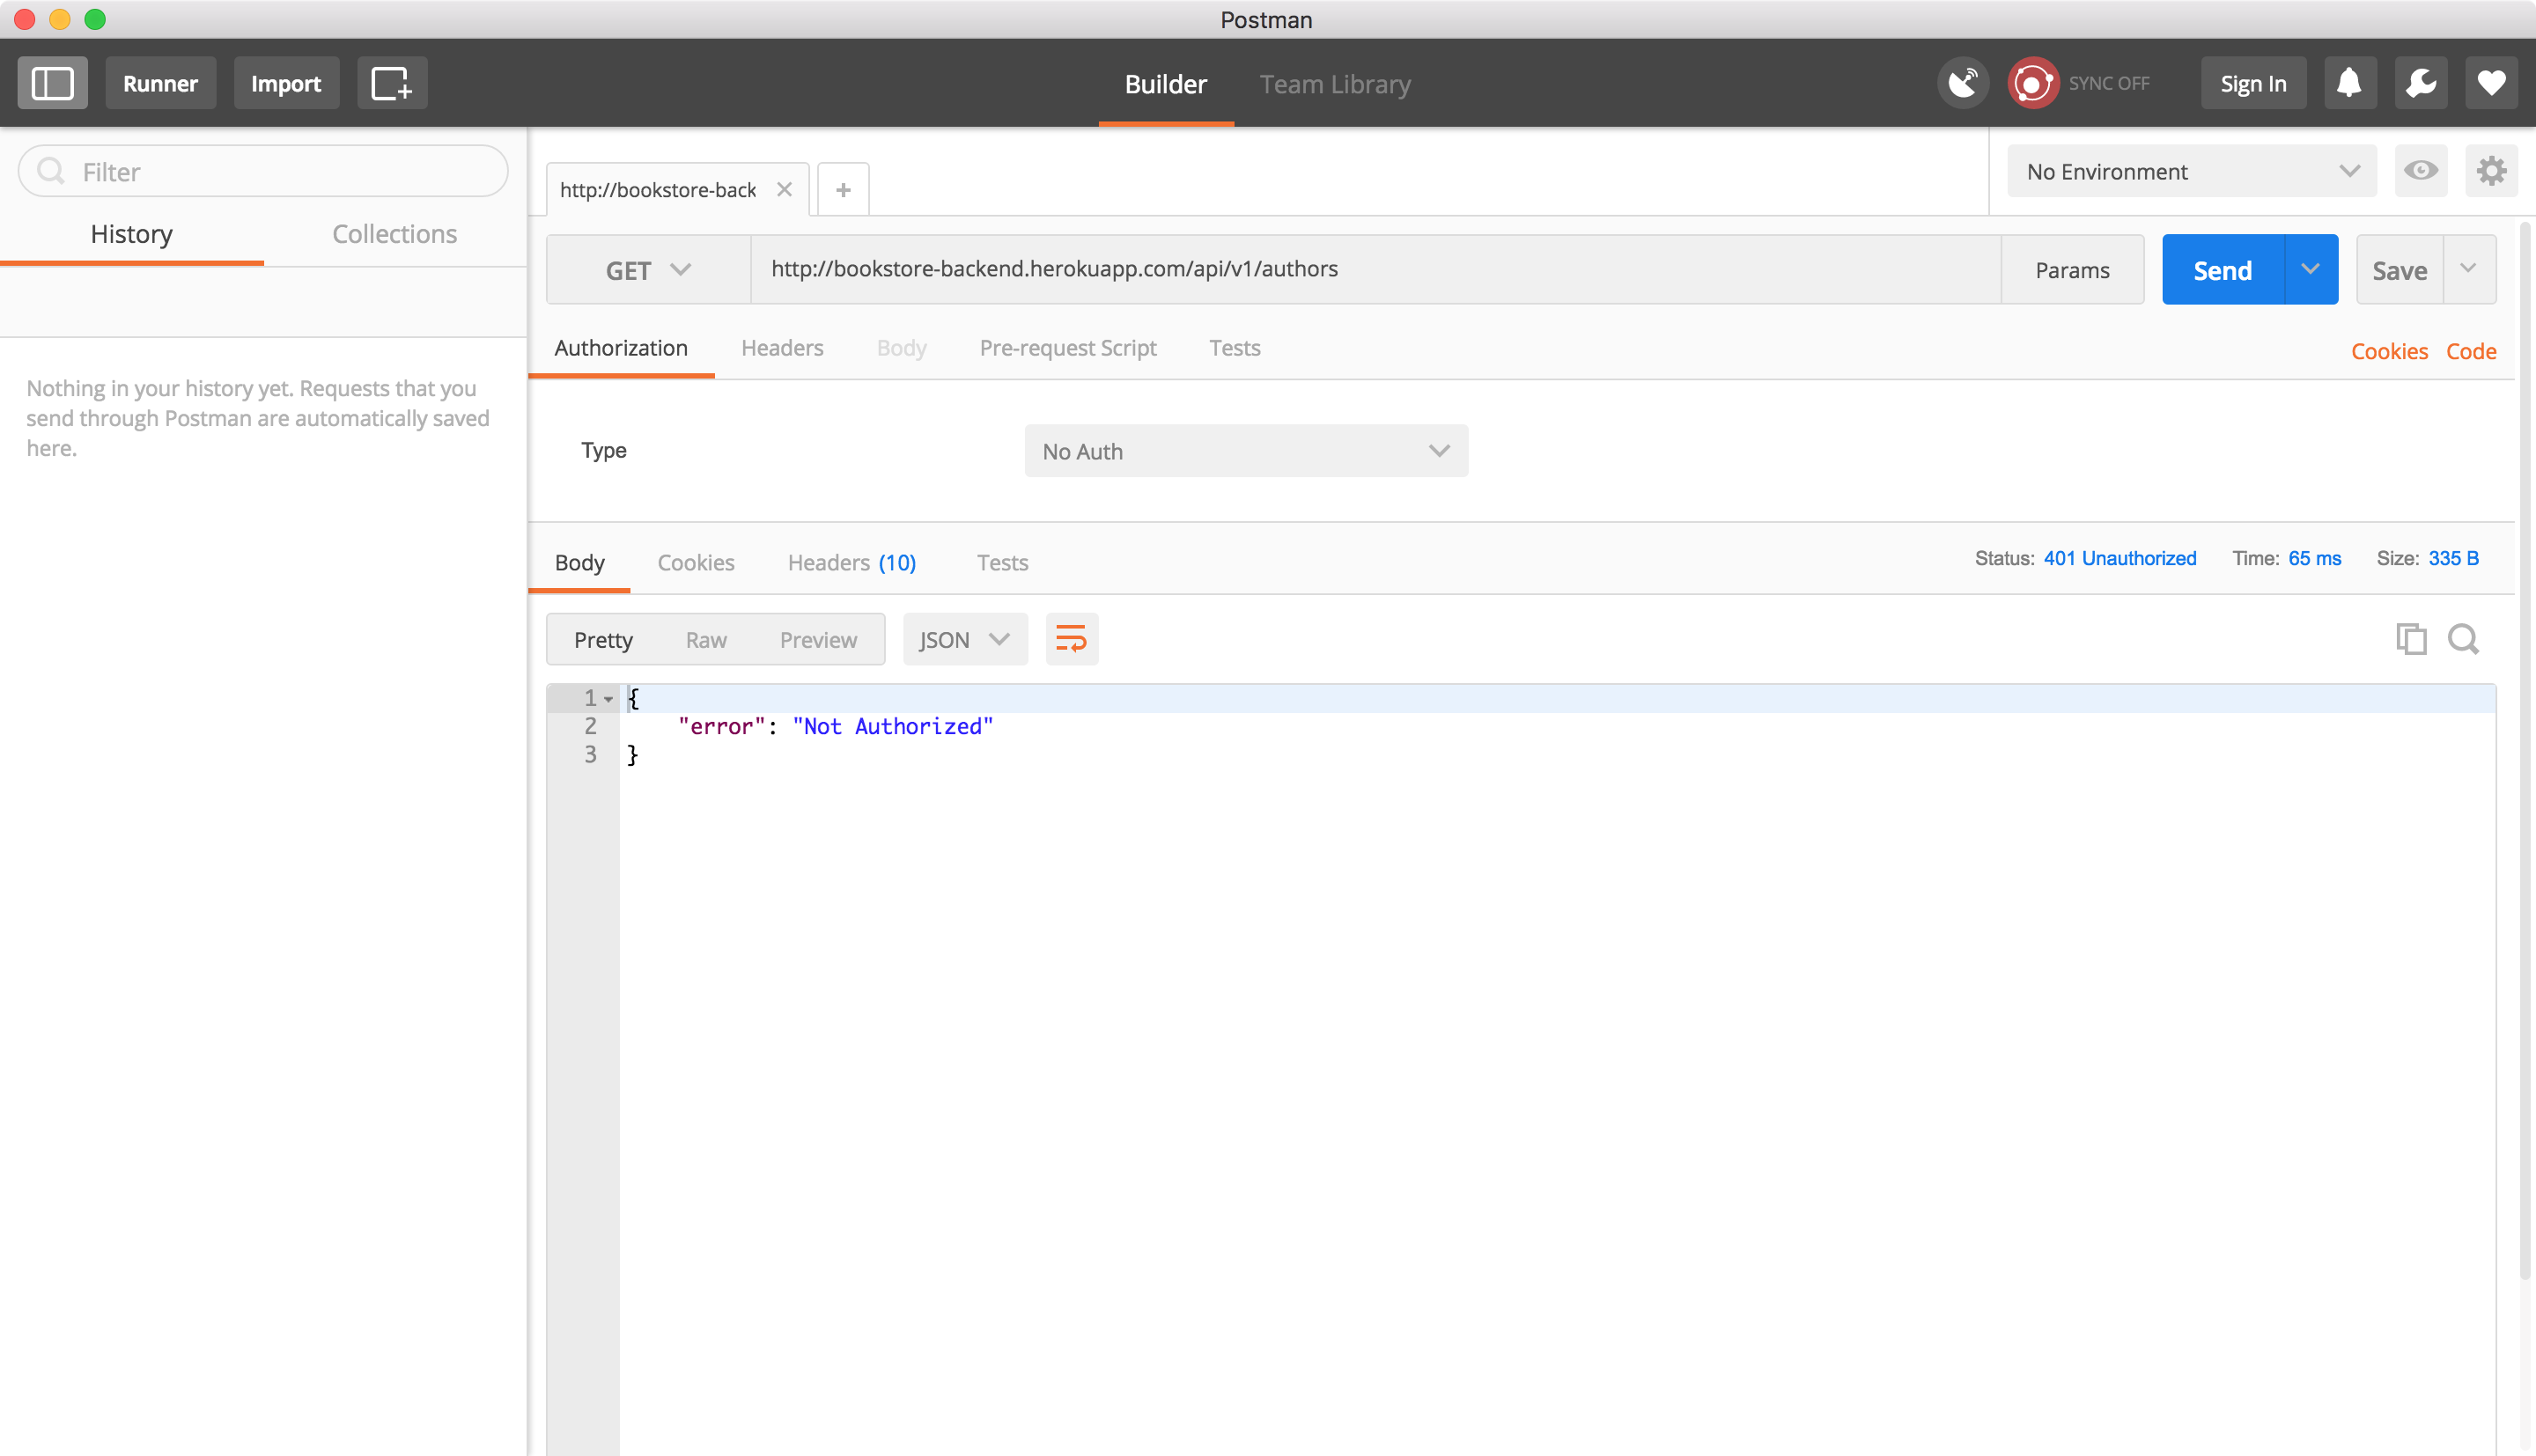 Postman
Runner
Import
Builder
Team Library
SYNC OFF
Sign In
Filter
History
Collections
Nothing in your history yet. Requests that you
send through Postman are automatically saved
here.
http://bookstore-back
No Environment
GET
http://bookstore-backend.herokuapp.com/api/v1/authors
Params
Send
Save
Authorization
Headers
Body
Pre-request Script
Tests
Cookies
Code
Type
No Auth
Body
Cookies
Headers (10)
Tests
Status: 401 Unauthorized
Time: 65 ms
Size: 335 B
Pretty
Raw
Preview
JSON
1 {
2 "error": "Not Authorized"
3 }